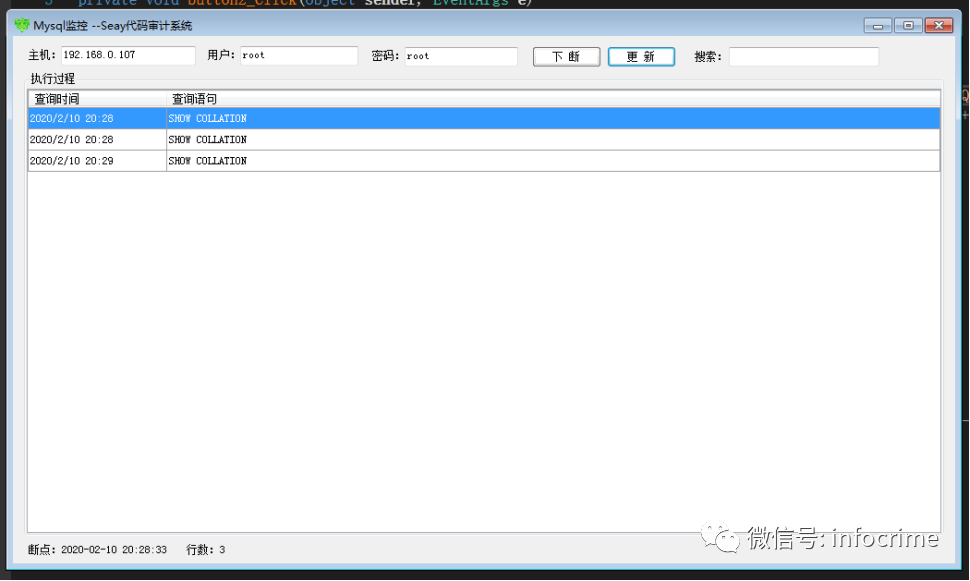 5 private void button2_Click(object sender, EventArgs e)
Mysql监控 --Seay代码审计系统
主机: 192.168.0.107 用户: root 密码: root 下 断 更 新 搜索:
执行过程
查询时间 查询语句
2020/2/10 20:28 SHOW COLLATION
2020/2/10 20:28 SHOW COLLATION
2020/2/10 20:29 SHOW COLLATION
断点: 2020-02-10 20:28:33 行数: 3
微信号: infocrime